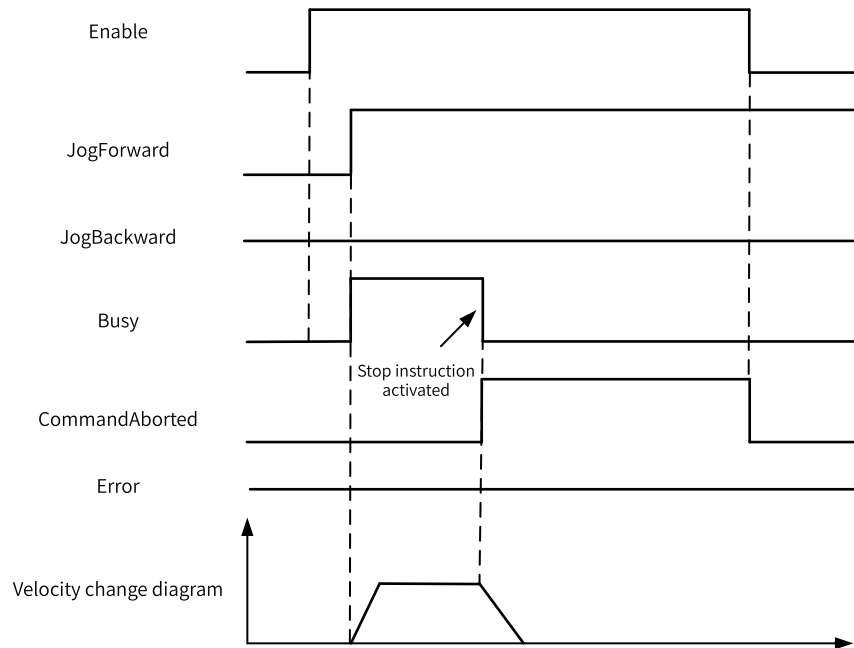 Enable
JogForward
JogBackward
Busy
Stop instruction
activated
CommandAborted
Error
Velocity change diagram